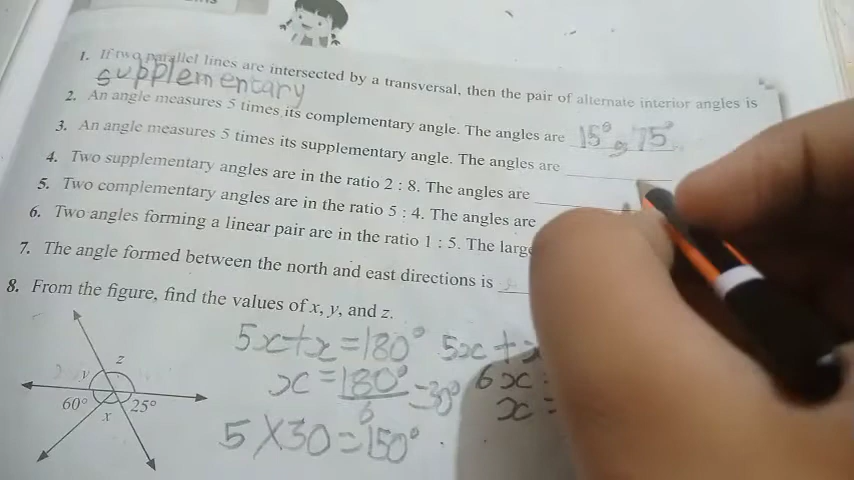 1. If two parallel lines are intersected by a transversal, then the pair of alternate interior angles is
supplementary
2. An angle measures 5 times its complementary angle. The angles are 15° & 75°
3. An angle measures 5 times its supplementary angle. The angles are
4. Two supplementary angles are in the ratio 2 : 8. The angles are
5. Two complementary angles are in the ratio 5 : 4. The angles are
6. Two angles forming a linear pair are in the ratio 1 : 5. The large
7. The angle formed between the north and east directions is
8. From the figure, find the values of x, y, and z.
5x+x=180° 5x+x
x=180°/6=30° 6x=
x=
5×30=150°
z
y
60° 25°
x